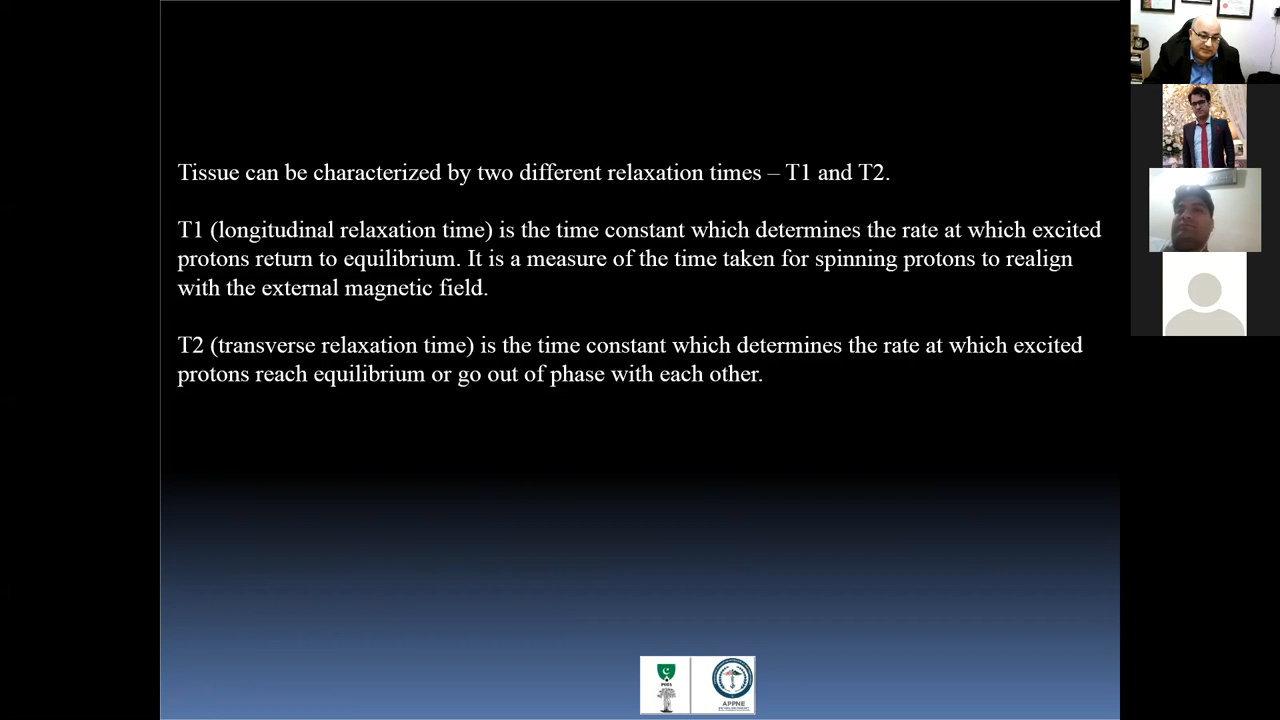 Tissue can be characterized by two different relaxation times – T1 and T2.
T1 (longitudinal relaxation time) is the time constant which determines the rate at which excited
protons return to equilibrium. It is a measure of the time taken for spinning protons to realign
with the external magnetic field.
T2 (transverse relaxation time) is the time constant which determines the rate at which excited
protons reach equilibrium or go out of phase with each other.
APPNE